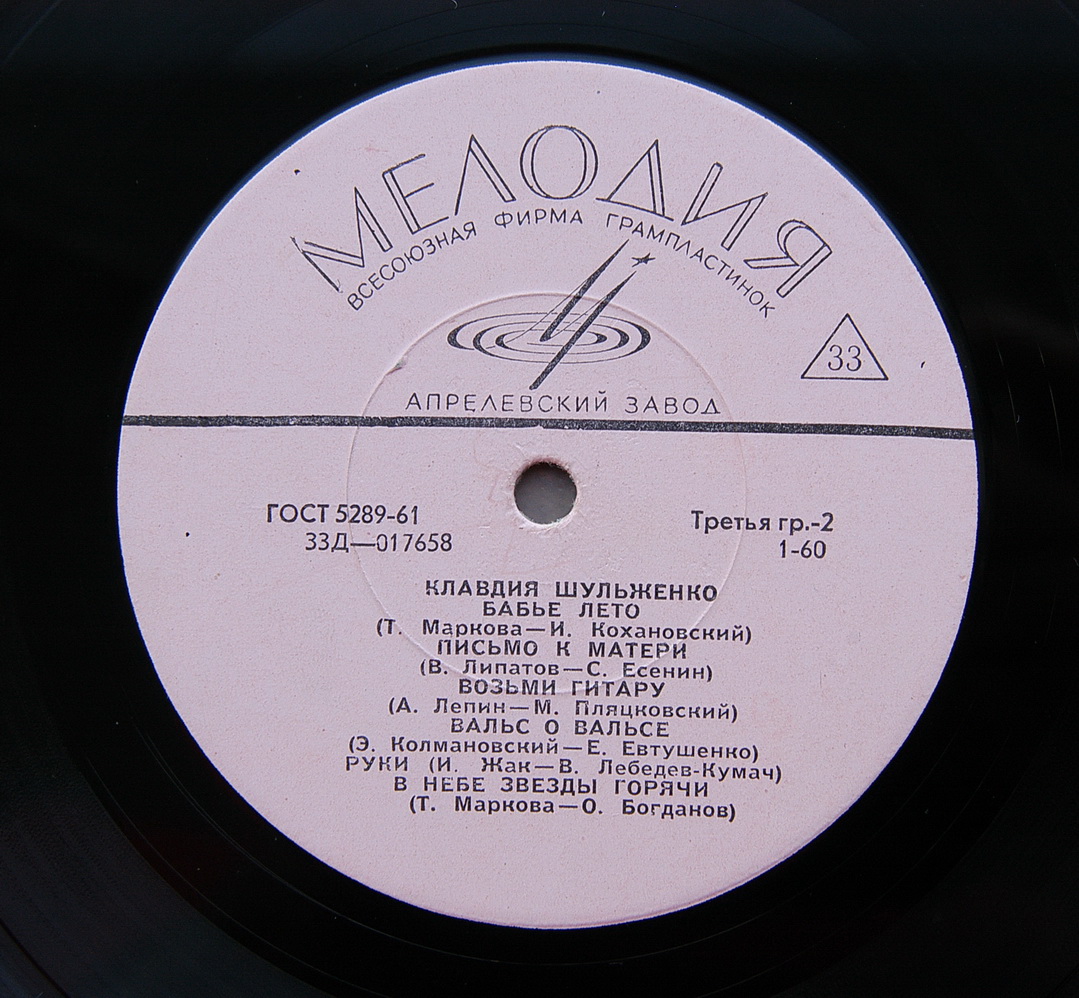 МЕЛОДИЯ
ВСЕСОЮЗНАЯ ФИРМА ГРАМПЛАСТИНОК
33
АПРЕЛЕВСКИЙ ЗАВОД
ГОСТ 5289-61
Третья гр.-2
33Д—017658
1-60
КЛАВДИЯ ШУЛЬЖЕНКО
БАБЬЕ ЛЕТО
(Т. Маркова—И. Кохановский)
ПИСЬМО К МАТЕРИ
(В. Липатов—С. Есенин)
ВОЗЬМИ ГИТАРУ
(А. Лепин—М. Пляцковский)
ВАЛЬС О ВАЛЬСЕ
(Э. Колмановский—Е. Евтушенко)
РУКИ (И. Жак—В. Лебедев-Кумач)
В НЕБЕ ЗВЕЗДЫ ГОРЯЧИ
(Т. Маркова—О. Богданов)